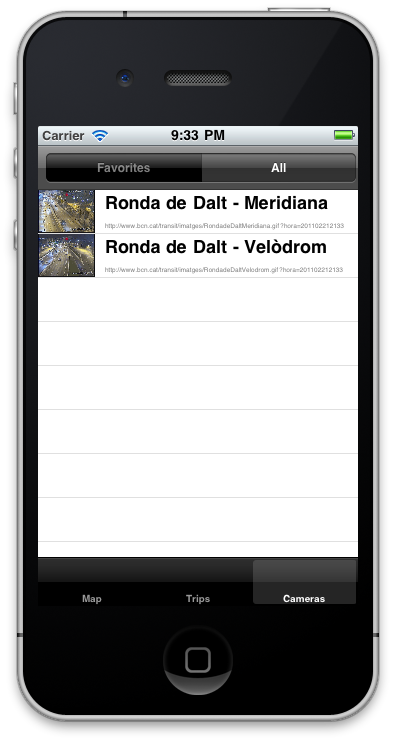 Carrier 9:33 PM
Favorites All
Ronda de Dalt - Meridiana
http://www.bcn.cat/transit/imatges/RondadeDaltMeridiana.gif?hora=201102212133
Ronda de Dalt - Velòdrom
http://www.bcn.cat/transit/imatges/RondadeDaltVelodrom.gif?hora=201102212133
Map Trips Cameras